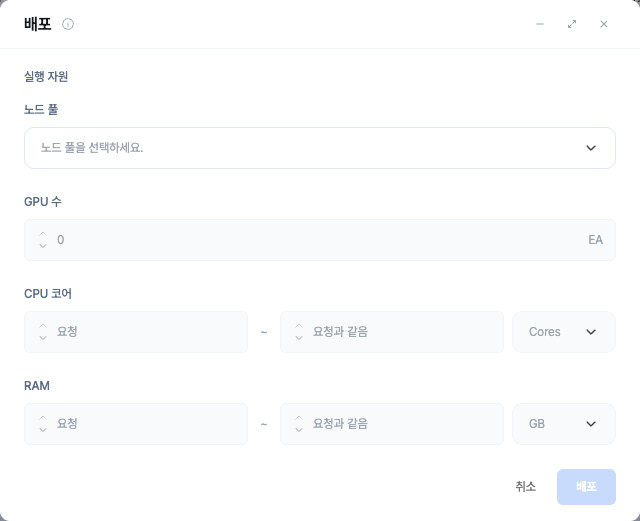 배포
실행 자원
노드 풀
노드 풀을 선택하세요.
GPU 수
0 EA
CPU 코어
요청 ~ 요청과 같음 Cores
RAM
요청 ~ 요청과 같음 GB
취소 배포